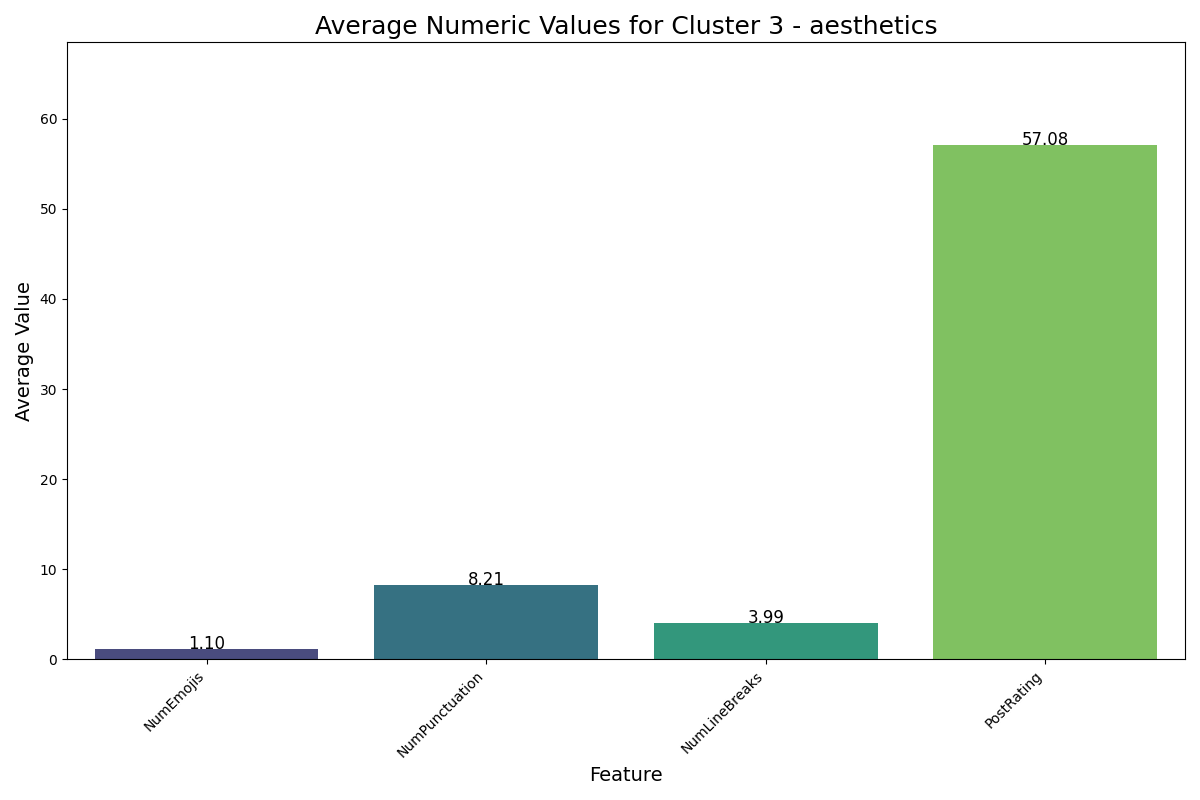 Average Numeric Values for Cluster 3 - aesthetics
Average Value
60
50
40
30
20
10
0
1.10
8.21
3.99
57.08
NumEmojis
NumPunctuation
NumLineBreaks
PostRating
Feature